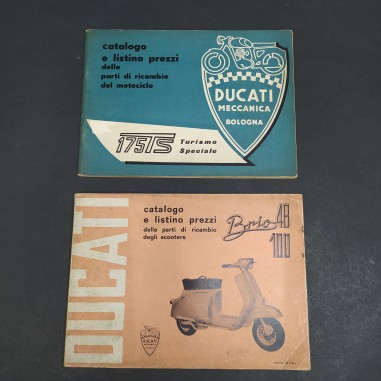 catalogo
e listino prezzi
delle
parti di ricambio
del motociclo
DUCATI
MECCANICA
BOLOGNA
175TS Turismo
Speciale
DUCATI
catalogo
e listino prezzi
delle parti di ricambio
degli scooters
Brio 48
100
DUCATI